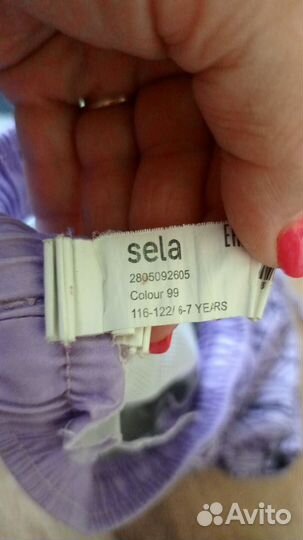 sela
2805092605
Colour 99
116-122/ 6-7 YEARS
Avito